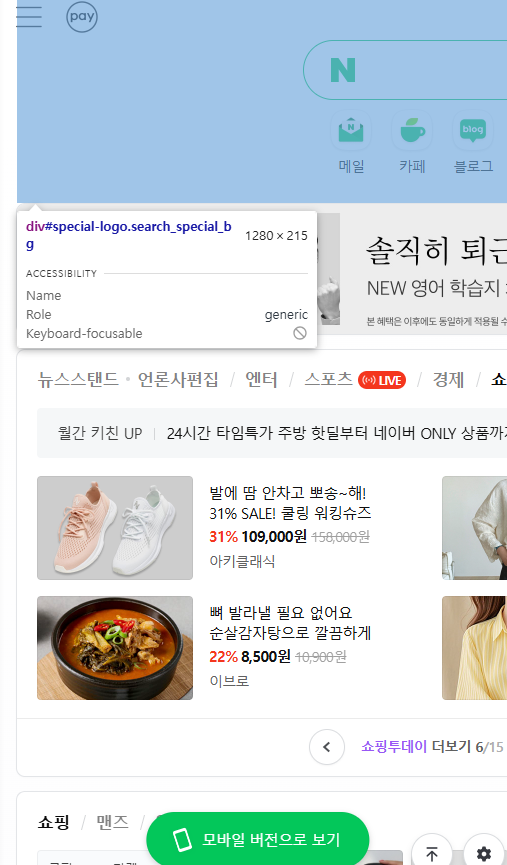 pay
N
N
blog
메일 카페 블로그
div#special-logo.search_special_b
g
1280 × 215
ACCESSIBILITY
Name
Role generic
Keyboard-focusable
솔직히 퇴근
NEW 영어 학습지
본 혜택은 이후에도 동일하게 적용될 수
뉴스스탠드 · 언론사편집 / 엔터 / 스포츠 LIVE / 경제 / 쇼
월간 키친 UP | 24시간 타임특가 주방 핫딜부터 네이버 ONLY 상품까지
발에 땀 안차고 뽀송~해!
31% SALE! 쿨링 워킹슈즈
31% 109,000원 158,000원
아키클래식
뼈 발라낼 필요 없어요
순살감자탕으로 깔끔하게
22% 8,500원 10,900원
이브로
쇼핑투데이 더보기 6/15
쇼핑 / 맨즈 /
모바일 버전으로 보기